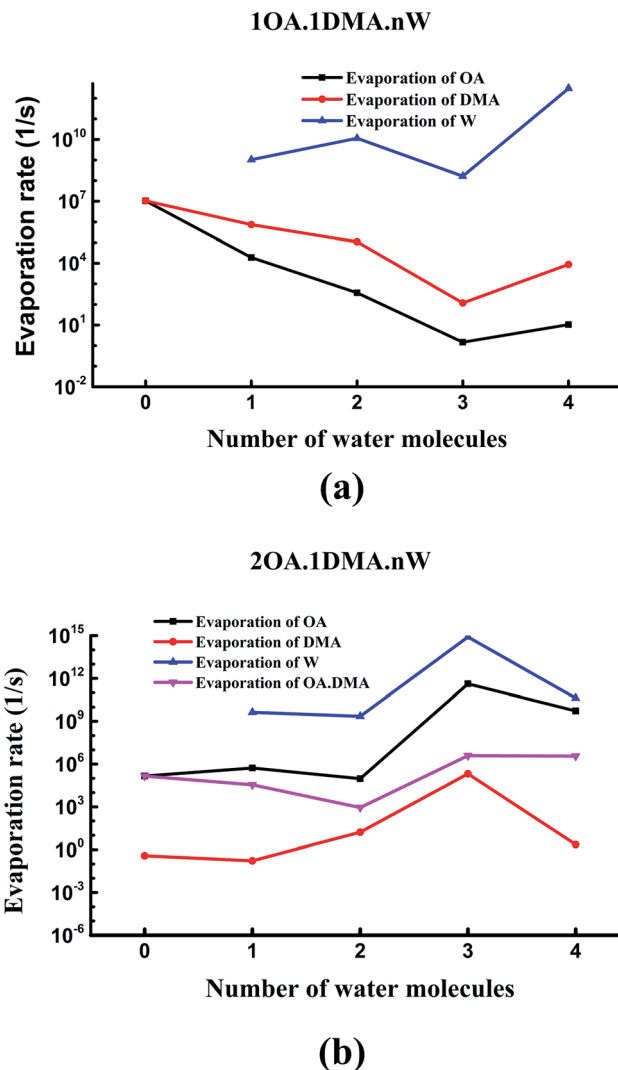 1OA.1DMA.nW
Evaporation of OA
Evaporation of DMA
Evaporation of W
Evaporation rate (1/s)
10^10
10^7
10^4
10^1
10^-2
0 1 2 3 4
Number of water molecules
(a)
2OA.1DMA.nW
Evaporation of OA
Evaporation of DMA
Evaporation of W
Evaporation of OA.DMA
Evaporation rate (1/s)
10^15
10^12
10^9
10^6
10^3
10^0
10^-3
10^-6
0 1 2 3 4
Number of water molecules
(b)